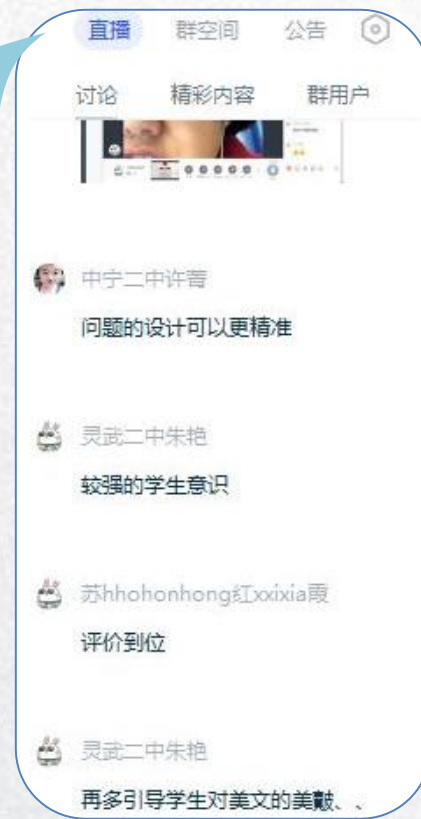 直播 群空间 公告
讨论 精彩内容 群用户
中宁二中许菁
问题的设计可以更精准
灵武二中朱艳
较强的学生意识
苏hhohonhong红xxixia霞
评价到位
灵武二中朱艳
再多引导学生对美文的美戴、、